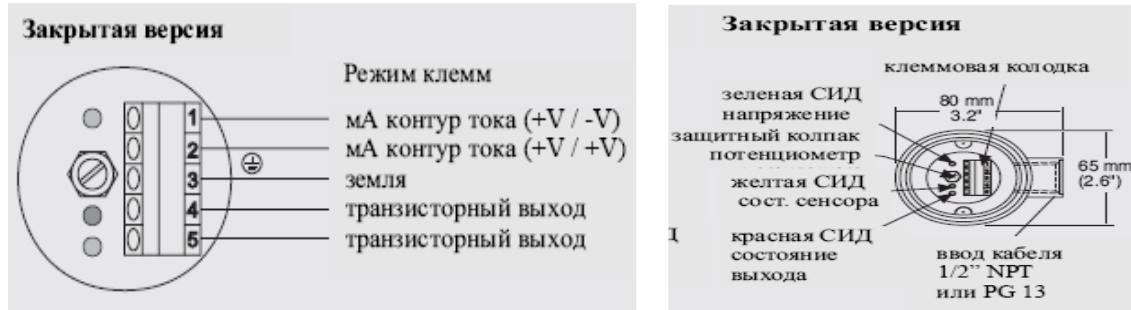 Закрытая версия
Режим клемм
1 мА контур тока (+V / -V)
2 мА контур тока (+V / +V)
3 земля
4 транзисторный выход
5 транзисторный выход
Закрытая версия
клеммовая колодка
зеленая СИД
напряжение
80 mm
3.2"
защитный колпак
потенциометр
желтая СИД
сост. сенсора
65 mm
(2.6")
красная СИД
состояние
выхода
ввод кабеля
1/2” NPT
или PG 13